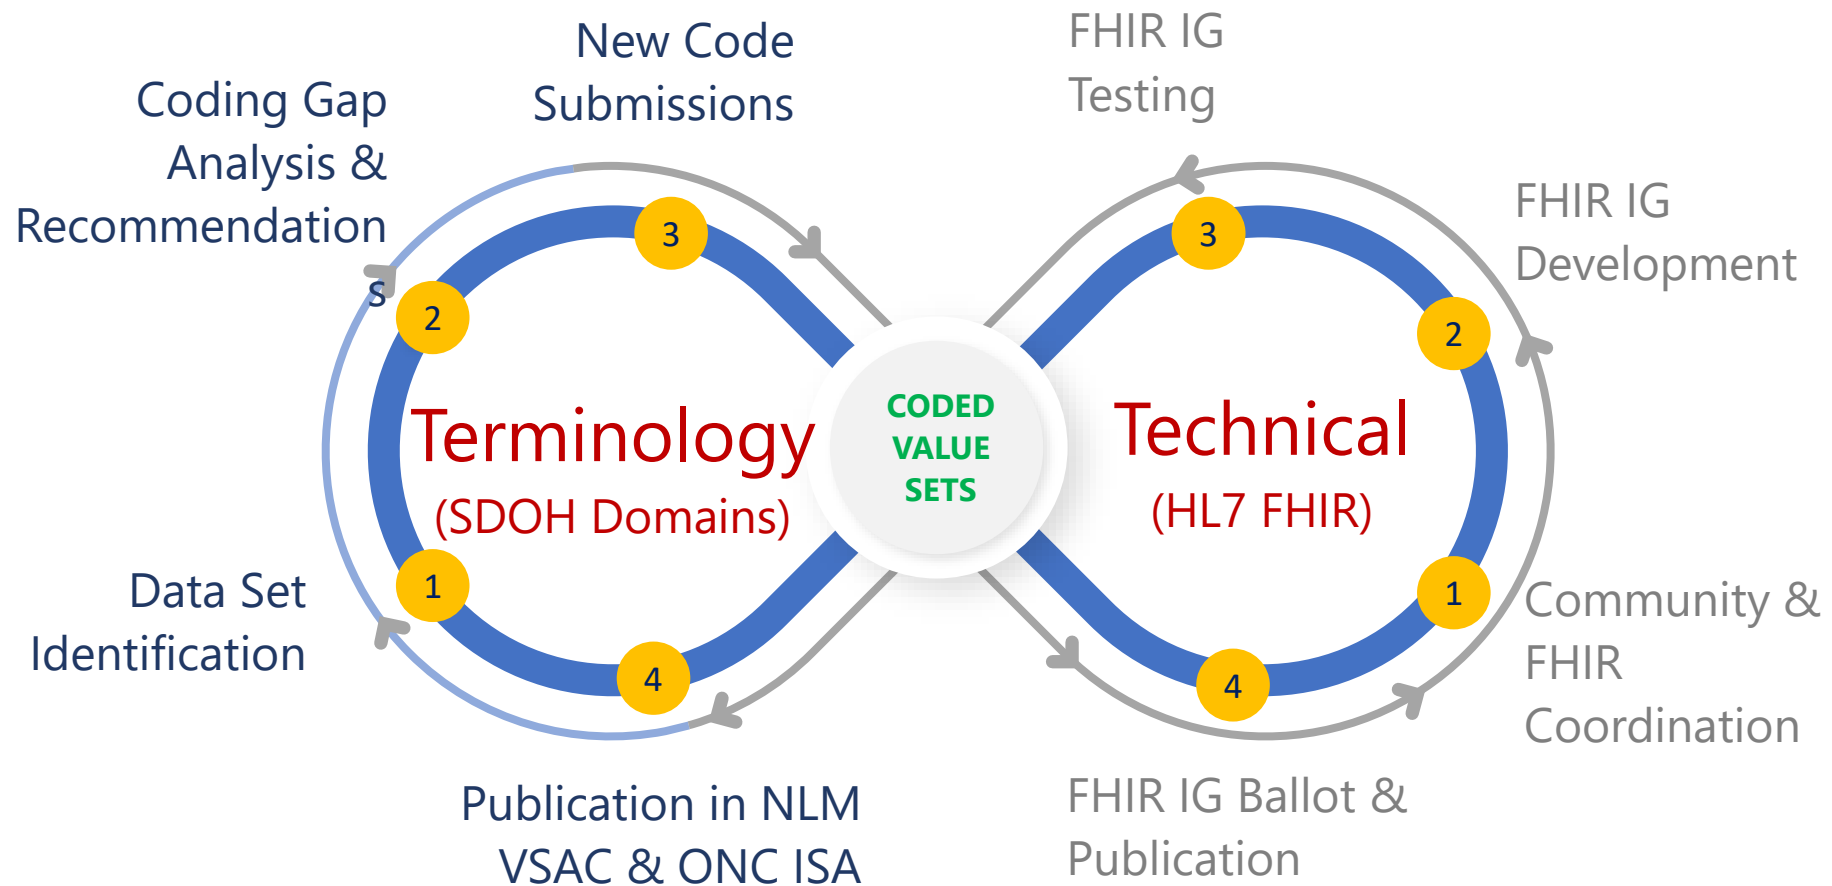 New Code
Submissions
FHIR IG
Testing
Coding Gap
Analysis &
Recommendation
s
FHIR IG
Development
3
3
2
2
Terminology
(SDOH Domains)
CODED
VALUE
SETS
Technical
(HL7 FHIR)
Data Set
Identification
1
1
Community &
FHIR
Coordination
4
4
Publication in NLM
VSAC & ONC ISA
FHIR IG Ballot &
Publication